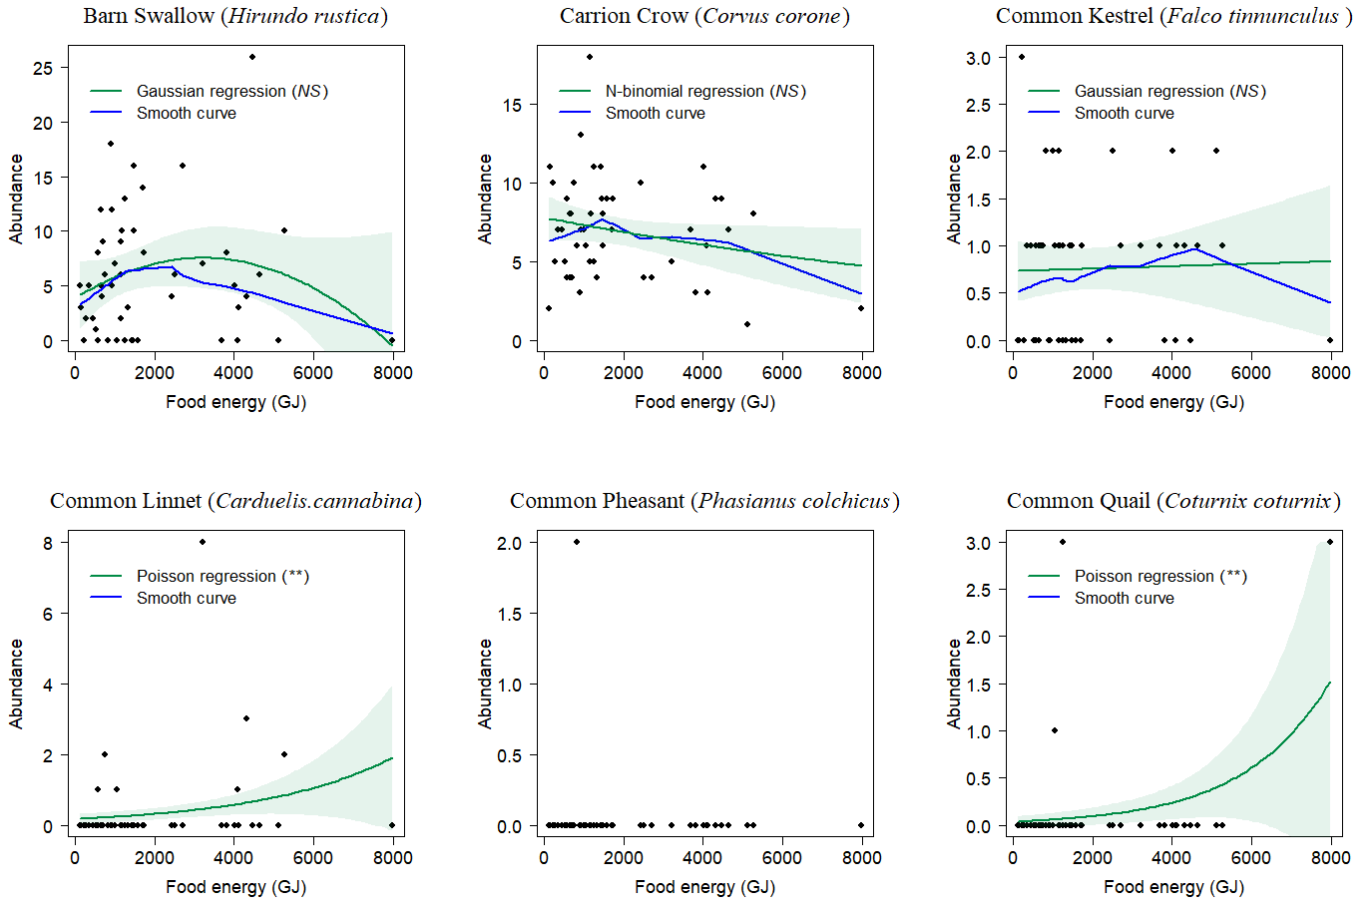 Barn Swallow (Hirundo rustica)
25
20
15
10
5
0
Abundance
Gaussian regression (NS)
Smooth curve
0 2000 4000 6000 8000
Food energy (GJ)
Carrion Crow (Corvus corone)
15
10
5
0
Abundance
N-binomial regression (NS)
Smooth curve
0 2000 4000 6000 8000
Food energy (GJ)
Common Kestrel (Falco tinnunculus )
3.0
2.5
2.0
1.5
1.0
0.5
0.0
Abundance
Gaussian regression (NS)
Smooth curve
0 2000 4000 6000 8000
Food energy (GJ)
Common Linnet (Carduelis.cannabina)
8
6
4
2
0
Abundance
Poisson regression (**)
Smooth curve
0 2000 4000 6000 8000
Food energy (GJ)
Common Pheasant (Phasianus colchicus)
2.0
1.5
1.0
0.5
0.0
Abundance
0 2000 4000 6000 8000
Food energy (GJ)
Common Quail (Coturnix coturnix)
3.0
2.5
2.0
1.5
1.0
0.5
0.0
Abundance
Poisson regression (**)
Smooth curve
0 2000 4000 6000 8000
Food energy (GJ)